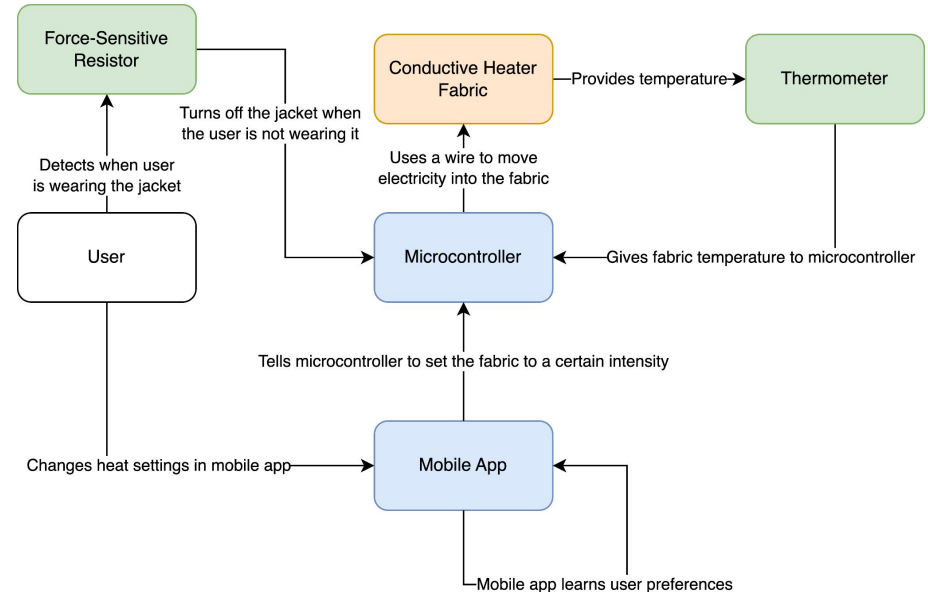 Force-Sensitive
Resistor
Conductive Heater
Fabric
Provides temperature
Thermometer
Turns off the jacket when
the user is not wearing it
Detects when user
is wearing the jacket
Uses a wire to move
electricity into the fabric
User
Microcontroller
Gives fabric temperature to microcontroller
Tells microcontroller to set the fabric to a certain intensity
Changes heat settings in mobile app
Mobile App
Mobile app learns user preferences